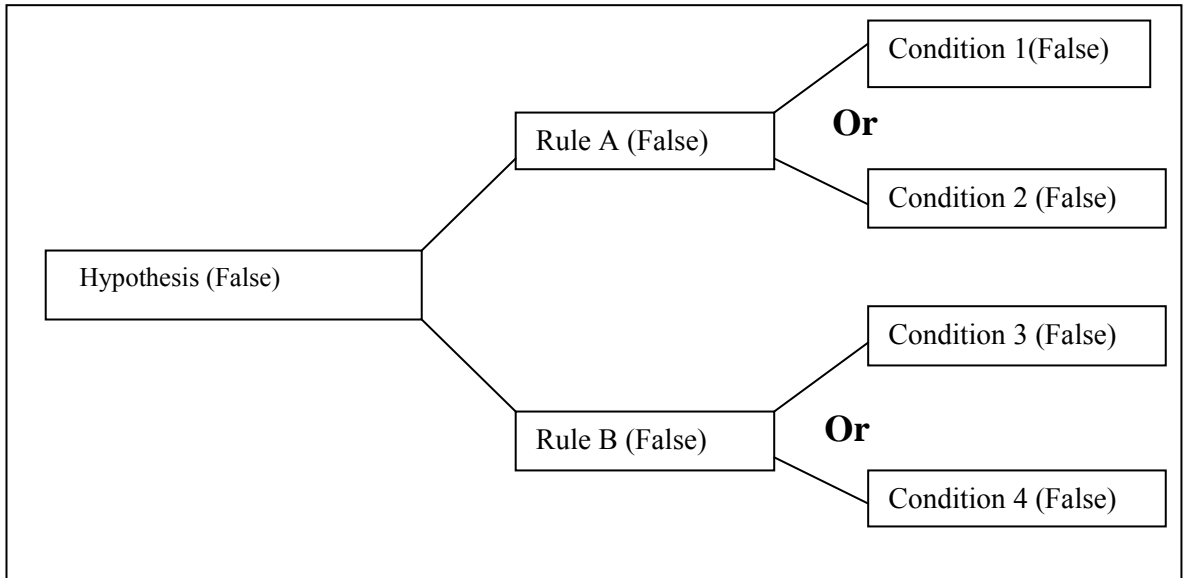 Condition 1(False)
Or
Rule A (False)
Condition 2 (False)
Hypothesis (False)
Condition 3 (False)
Or
Rule B (False)
Condition 4 (False)